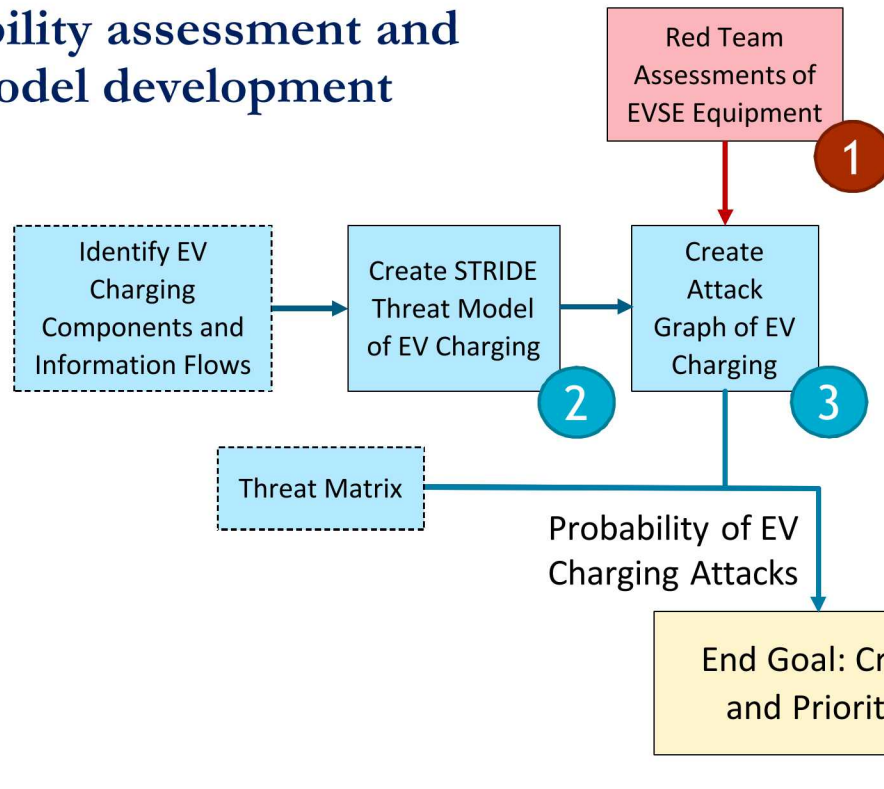 bility assessment and
odel development
Red Team
Assessments of
EVSE Equipment
1
Identify EV
Charging
Components and
Information Flows
Create STRIDE
Threat Model
of EV Charging
2
Create
Attack
Graph of EV
Charging
3
Threat Matrix
Probability of EV
Charging Attacks
End Goal: Cr
and Priorit